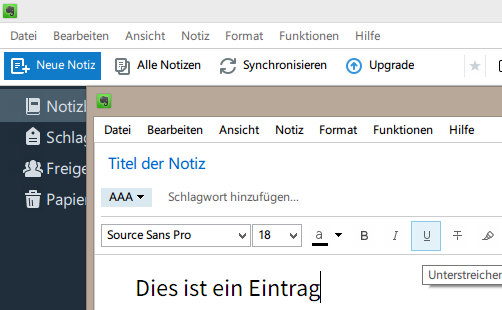 Datei Bearbeiten Ansicht Notiz Format Funktionen Hilfe
Neue Notiz Alle Notizen Synchronisieren Upgrade
Notizb
Schlag
Freige
Papier
Datei Bearbeiten Ansicht Notiz Format Funktionen Hilfe
Titel der Notiz
AAA Schlagwort hinzufügen...
Source Sans Pro 18 a B I U T
Unterstreichen
Dies ist ein Eintrag